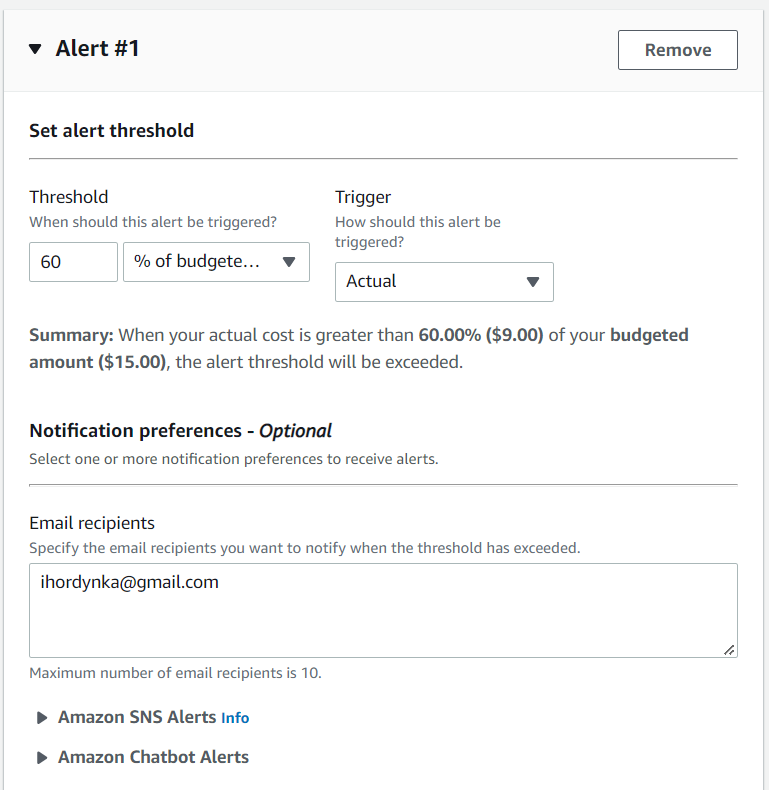 Alert #1
Remove
Set alert threshold
Threshold
When should this alert be triggered?
60
% of budgete...
Trigger
How should this alert be
triggered?
Actual
Summary: When your actual cost is greater than 60.00% ($9.00) of your budgeted
amount ($15.00), the alert threshold will be exceeded.
Notification preferences - Optional
Select one or more notification preferences to receive alerts.
Email recipients
Specify the email recipients you want to notify when the threshold has exceeded.
ihordynka@gmail.com
Maximum number of email recipients is 10.
Amazon SNS Alerts Info
Amazon Chatbot Alerts